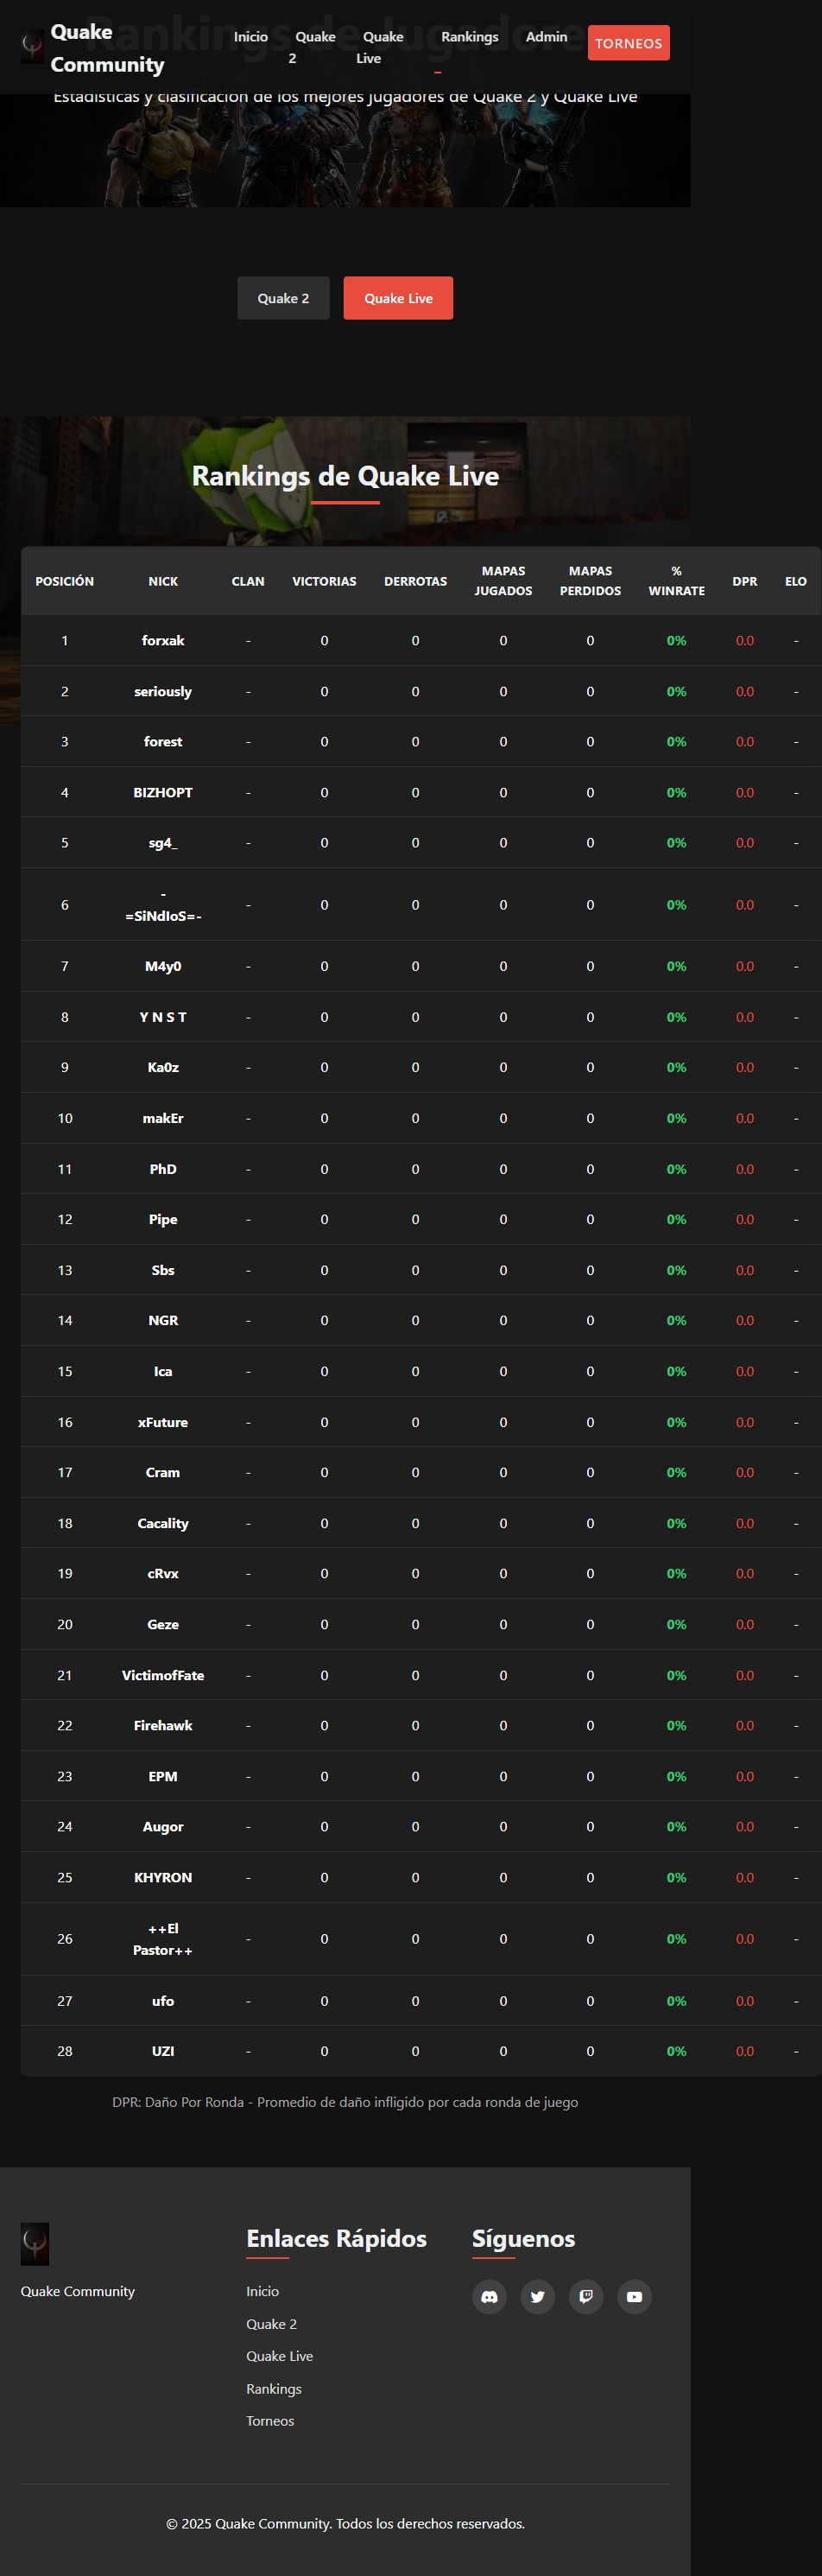 Rankings de Jugadores
Quake Community
Inicio
Quake 2
Quake Live
Rankings
Admin
TORNEOS
Estadísticas y clasificación de los mejores jugadores de Quake 2 y Quake Live
Quake 2
Quake Live
Rankings de Quake Live
POSICIÓN NICK CLAN VICTORIAS DERROTAS MAPAS JUGADOS MAPAS PERDIDOS % WINRATE DPR ELO
1 forxak - 0 0 0 0 0% 0.0 -
2 seriously - 0 0 0 0 0% 0.0 -
3 forest - 0 0 0 0 0% 0.0 -
4 BIZHOPT - 0 0 0 0 0% 0.0 -
5 sg4_ - 0 0 0 0 0% 0.0 -
6 -=SiNdIoS=- - 0 0 0 0 0% 0.0 -
7 M4y0 - 0 0 0 0 0% 0.0 -
8 Y N S T - 0 0 0 0 0% 0.0 -
9 Ka0z - 0 0 0 0 0% 0.0 -
10 makEr - 0 0 0 0 0% 0.0 -
11 PhD - 0 0 0 0 0% 0.0 -
12 Pipe - 0 0 0 0 0% 0.0 -
13 Sbs - 0 0 0 0 0% 0.0 -
14 NGR - 0 0 0 0 0% 0.0 -
15 Ica - 0 0 0 0 0% 0.0 -
16 xFuture - 0 0 0 0 0% 0.0 -
17 Cram - 0 0 0 0 0% 0.0 -
18 Cacality - 0 0 0 0 0% 0.0 -
19 cRvx - 0 0 0 0 0% 0.0 -
20 Geze - 0 0 0 0 0% 0.0 -
21 VictimofFate - 0 0 0 0 0% 0.0 -
22 Firehawk - 0 0 0 0 0% 0.0 -
23 EPM - 0 0 0 0 0% 0.0 -
24 Augor - 0 0 0 0 0% 0.0 -
25 KHYRON - 0 0 0 0 0% 0.0 -
26 ++El Pastor++ - 0 0 0 0 0% 0.0 -
27 ufo - 0 0 0 0 0% 0.0 -
28 UZI - 0 0 0 0 0% 0.0 -
DPR: Daño Por Ronda - Promedio de daño infligido por cada ronda de juego
Quake Community
Enlaces Rápidos
Inicio
Quake 2
Quake Live
Rankings
Torneos
Síguenos
© 2025 Quake Community. Todos los derechos reservados.